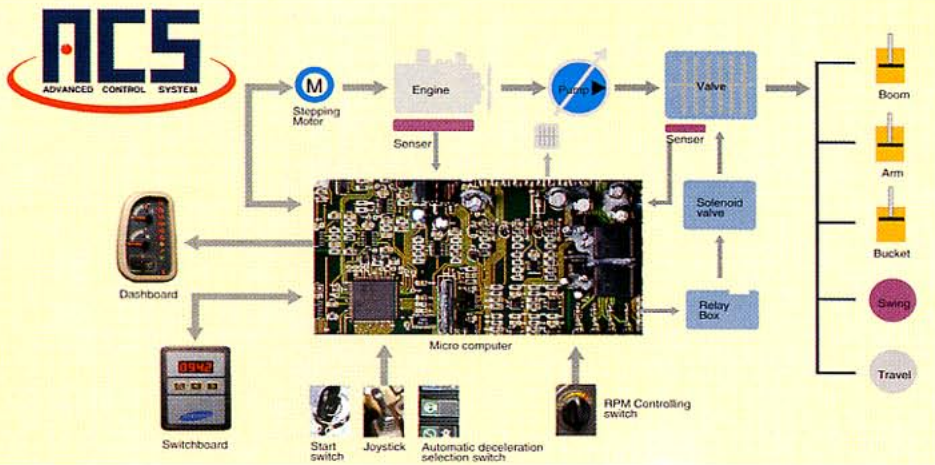 ACS
ADVANCED CONTROL SYSTEM
M
Stepping
Motor
Engine
Senser
Pump
Valve
Senser
Boom
Arm
Bucket
Swing
Travel
Solenoid
valve
Relay
Box
Dashboard
Micro computer
0942
Switchboard
Start
switch
Joystick
Automatic deceleration
selection switch
RPM Controlling
switch